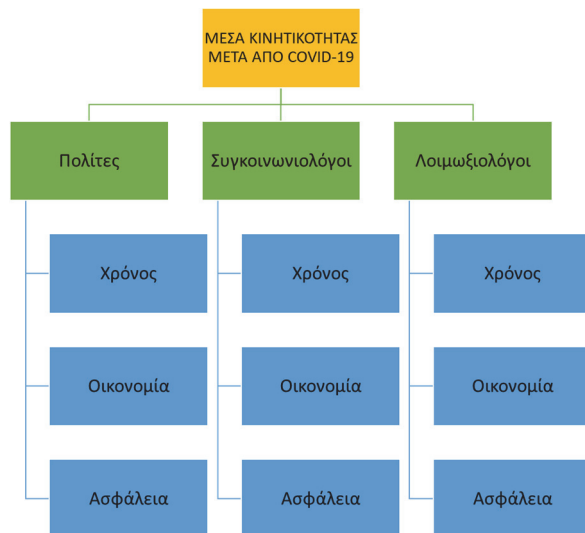 ΜΕΣΑ ΚΙΝΗΤΙΚΟΤΗΤΑΣ
ΜΕΤΑ ΑΠΟ COVID-19
Πολίτες
Συγκοινωνιολόγοι
Λοιμωξιολόγοι
Χρόνος
Χρόνος
Χρόνος
Οικονομία
Οικονομία
Οικονομία
Ασφάλεια
Ασφάλεια
Ασφάλεια